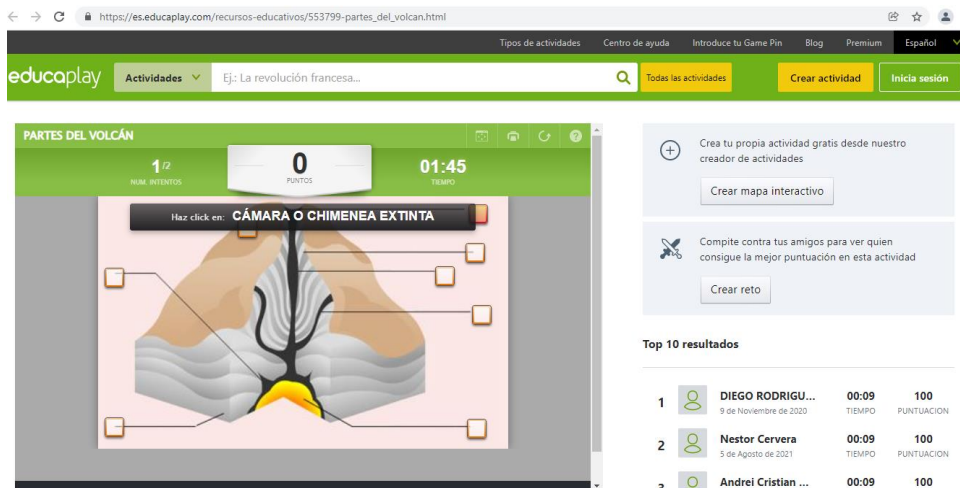 https://es.educaplay.com/recursos-educativos/553799-partes_del_volcan.html
Tipos de actividades Centro de ayuda Introduce tu Game Pin Blog Premium Español
educaplay Actividades Ej.: La revolución francesa... Todas las actividades Crear actividad Inicia sesión
PARTES DEL VOLCÁN
1/2
NUM. INTENTOS
0
PUNTOS
01:45
TIEMPO
Haz click en: CÁMARA O CHIMENEA EXTINTA
Crea tu propia actividad gratis desde nuestro
creador de actividades
Crear mapa interactivo
Compite contra tus amigos para ver quien
consigue la mejor puntuación en esta actividad
Crear reto
Top 10 resultados
1 DIEGO RODRIGU... 00:09 100
9 de Noviembre de 2020 TIEMPO PUNTUACION
2 Nestor Cervera 00:09 100
5 de Agosto de 2021 TIEMPO PUNTUACION
3 Andrei Cristian ... 00:09 100